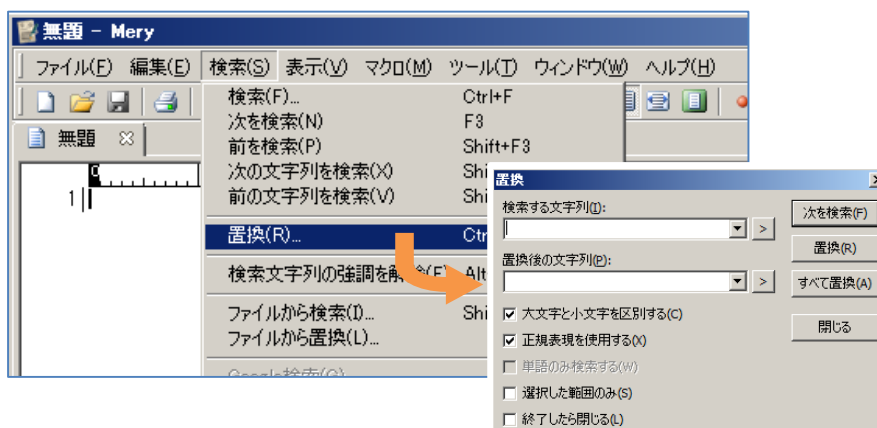 無題 - Mery
ファイル(F) 編集(E) 検索(S) 表示(V) マクロ(M) ツール(T) ウィンドウ(W) ヘルプ(H)
無題
検索(F)... Ctrl+F
次を検索(N) F3
前を検索(P) Shift+F3
次の文字列を検索(X) Shi
前の文字列を検索(V) Shi
置換(R)... Ctr
検索文字列の強調を解除(E) Alt
ファイルから検索(I)... Shi
ファイルから置換(L)...
0
1
置換
検索する文字列(I):
>
次を検索(F)
置換(R)
置換後の文字列(P):
>
すべて置換(A)
大文字と小文字を区別する(C)
閉じる
正規表現を使用する(X)
単語のみ検索する(W)
選択した範囲のみ(S)
終了したら閉じる(L)